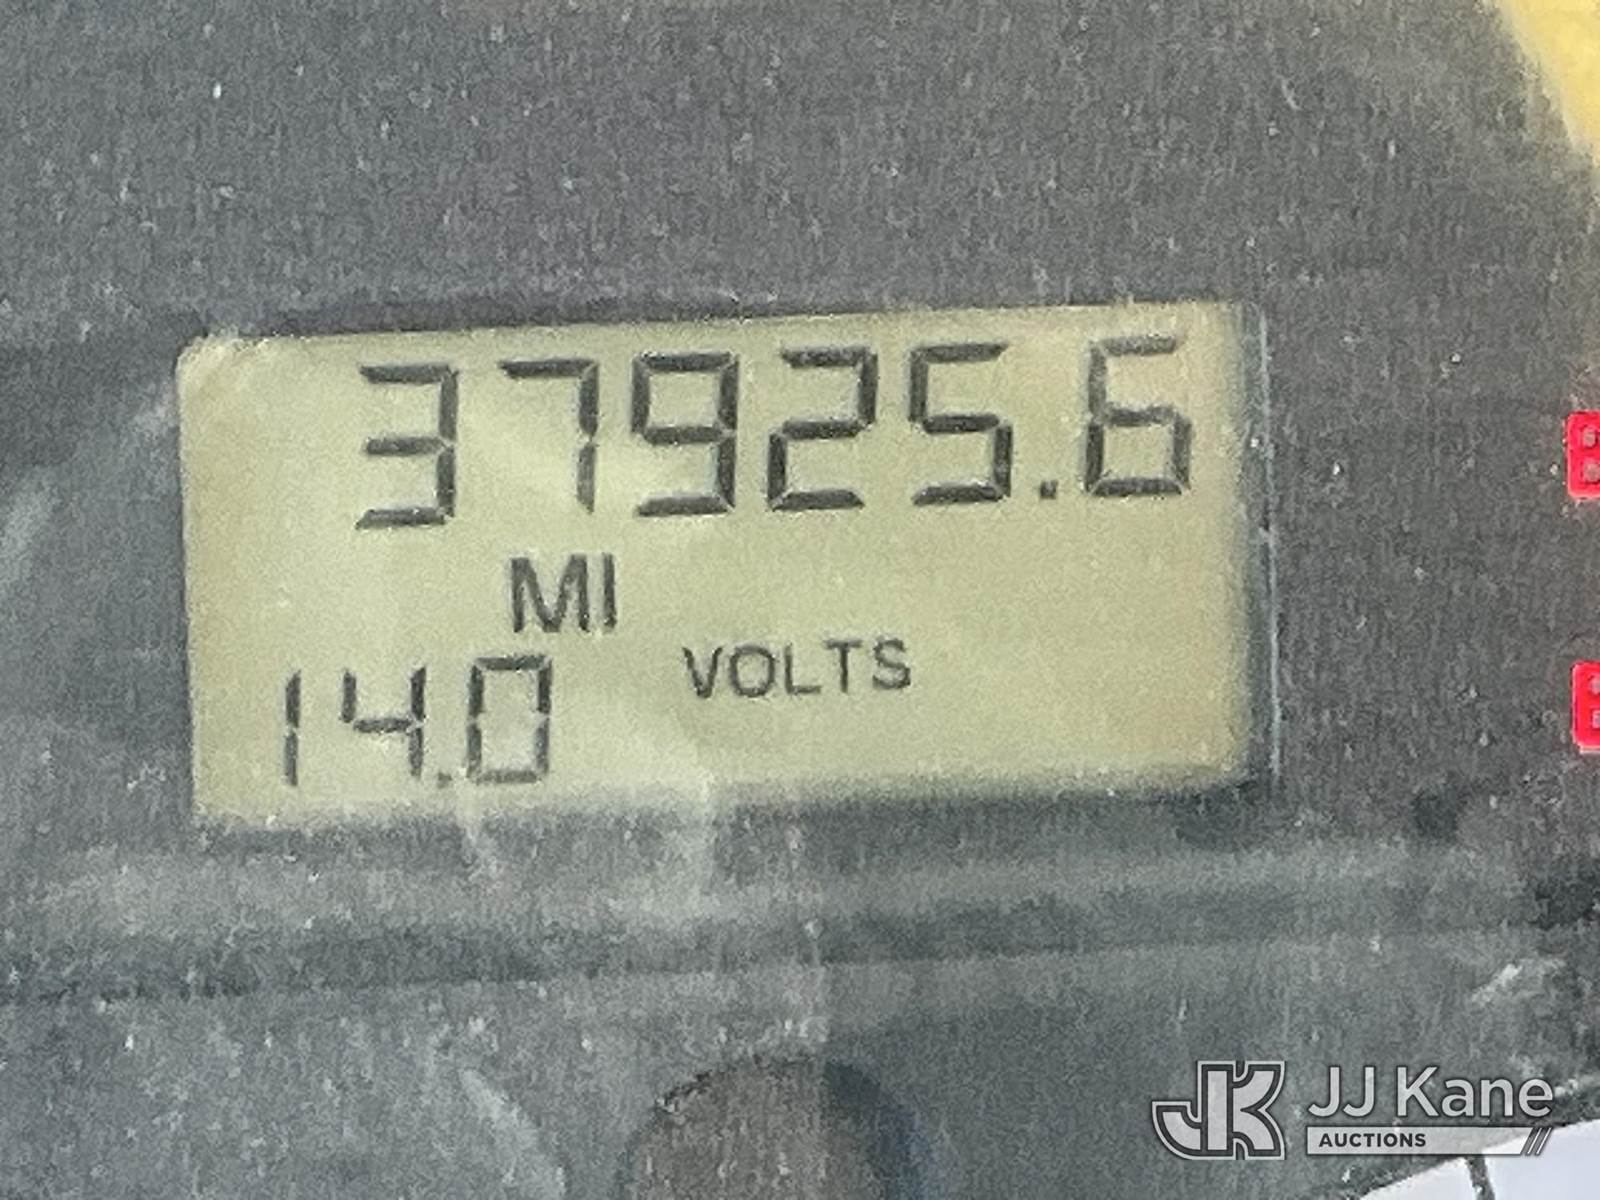 37925.6
MI
14.0 VOLTS
JK JJ Kane
AUCTIONS